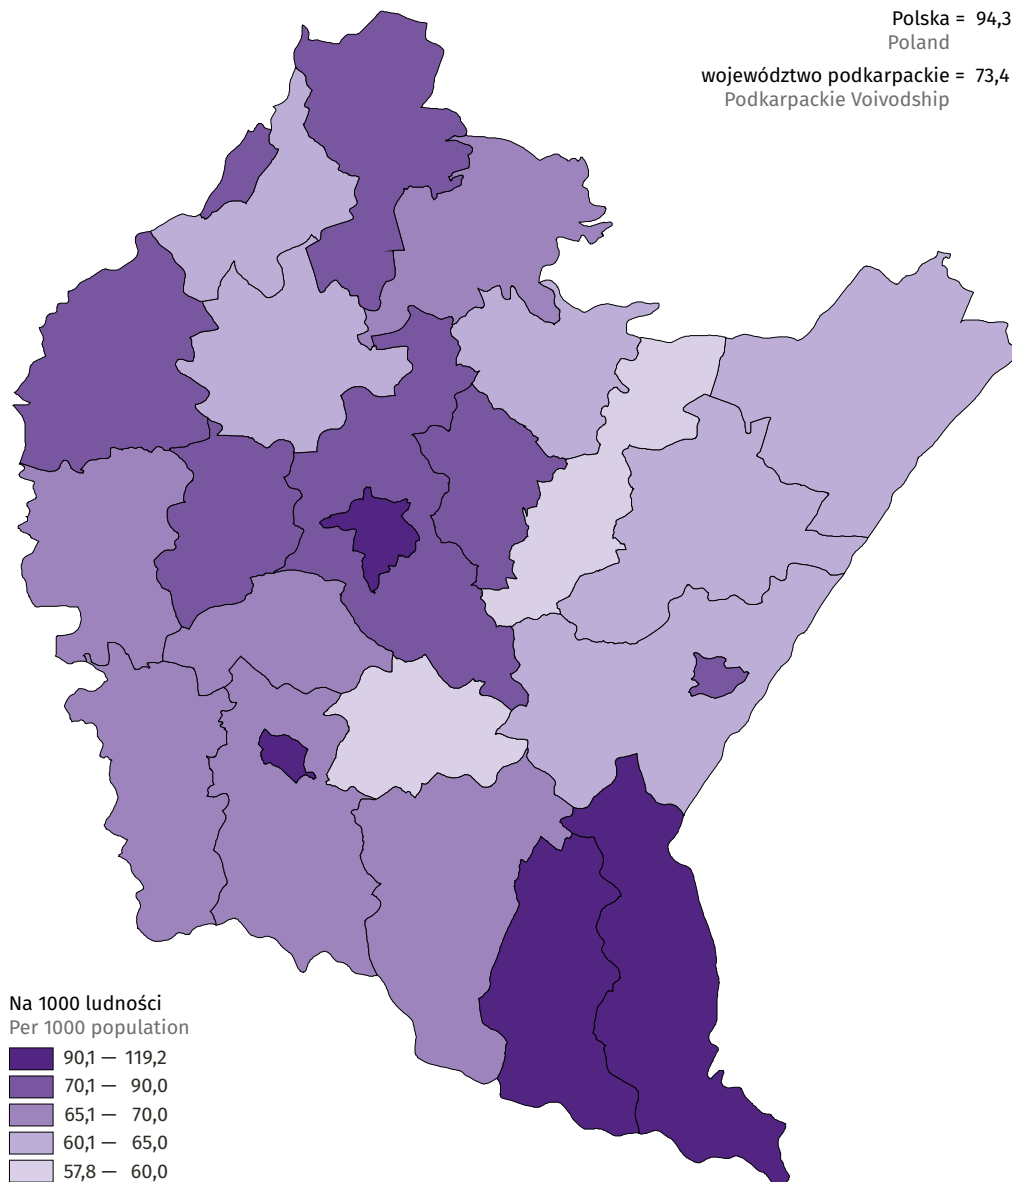 Polska = 94,3
Poland
województwo podkarpackie = 73,4
Podkarpackie Voivodship
Na 1000 ludności
Per 1000 population
90,1 — 119,2
70,1 — 90,0
65,1 — 70,0
60,1 — 65,0
57,8 — 60,0